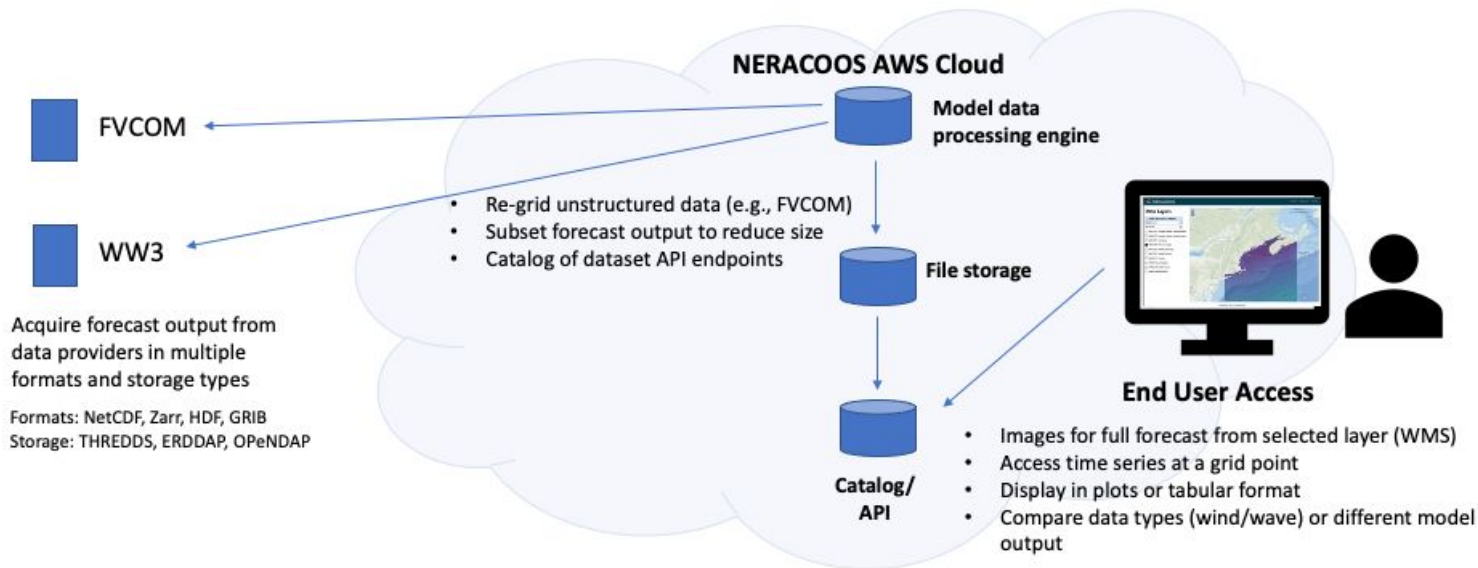 NERACOOS AWS Cloud
FVCOM
Model data
processing engine
• Re-grid unstructured data (e.g., FVCOM)
• Subset forecast output to reduce size
• Catalog of dataset API endpoints
WW3
File storage
Acquire forecast output from
data providers in multiple
formats and storage types
Formats: NetCDF, Zarr, HDF, GRIB
Storage: THREDDS, ERDDAP, OPeNDAP
End User Access
• Images for full forecast from selected layer (WMS)
• Access time series at a grid point
• Display in plots or tabular format
• Compare data types (wind/wave) or different model
output
Catalog/
API